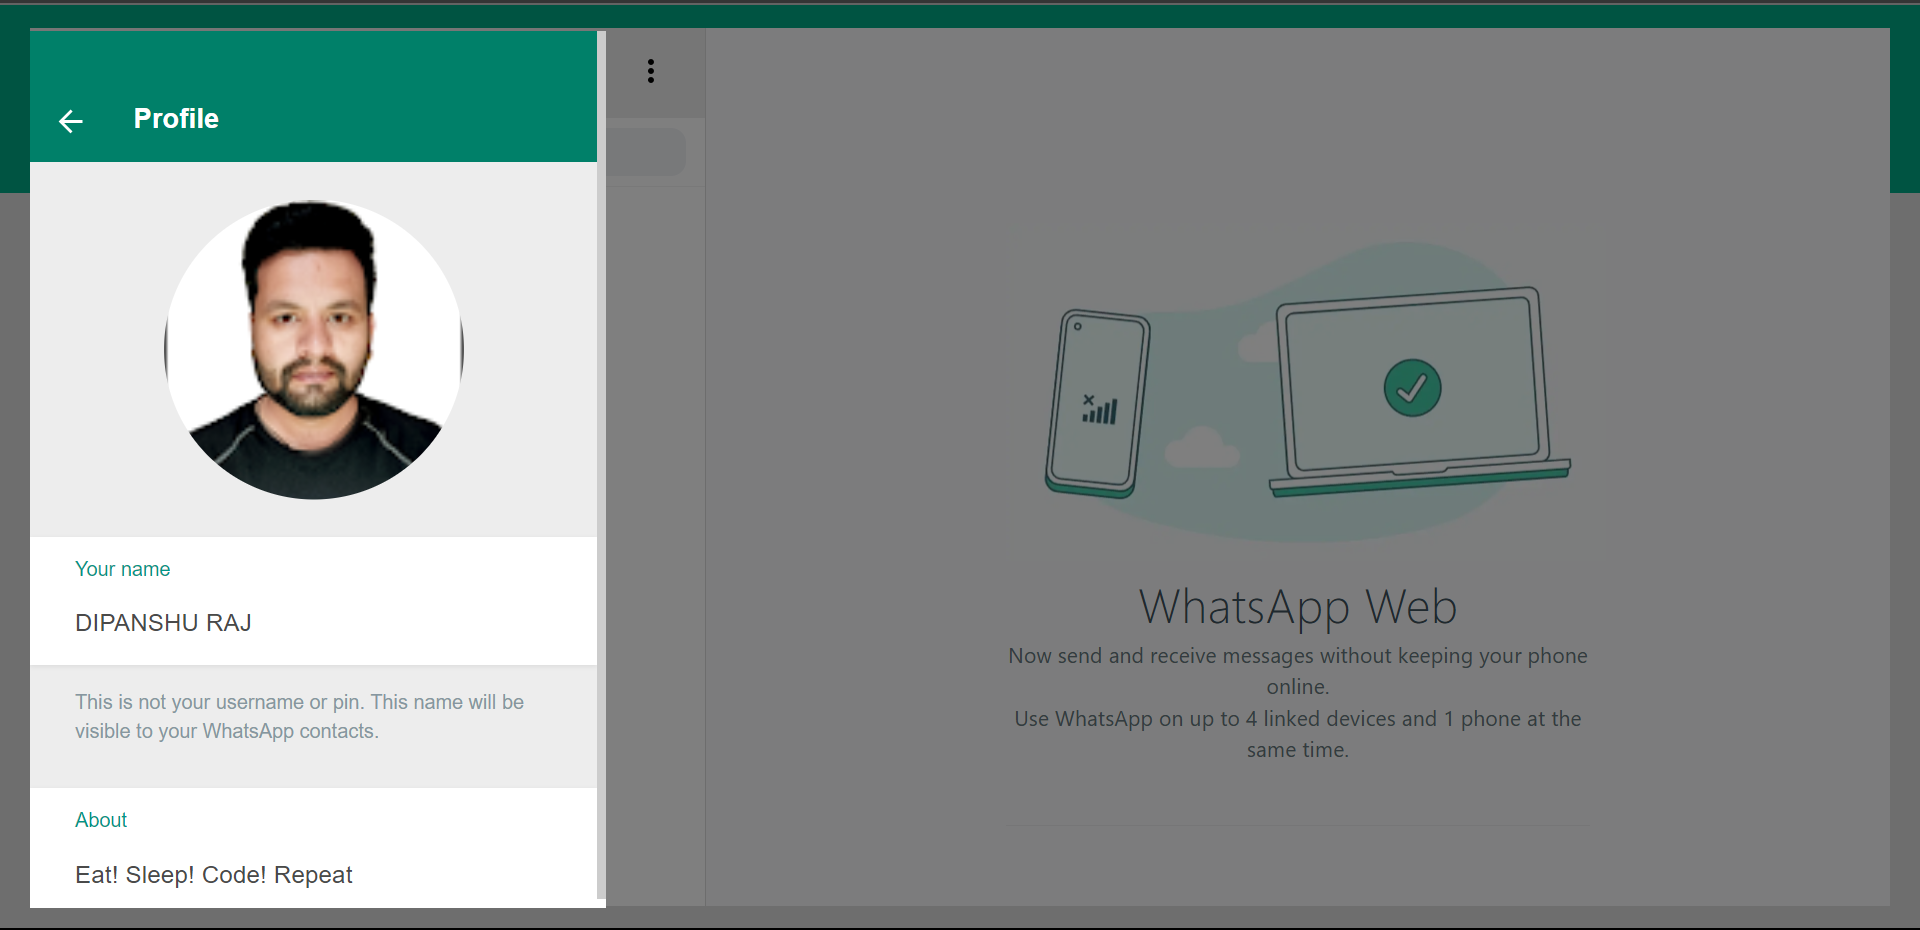 Profile
Your name
DIPANSHU RAJ
This is not your username or pin. This name will be
visible to your WhatsApp contacts.
About
Eat! Sleep! Code! Repeat
WhatsApp Web
Now send and receive messages without keeping your phone
online.
Use WhatsApp on up to 4 linked devices and 1 phone at the
same time.